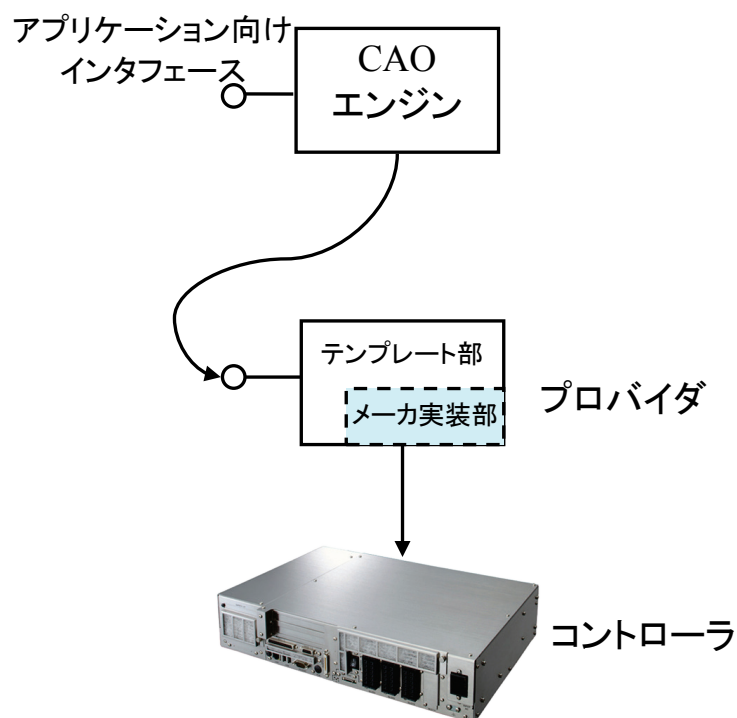 アプリケーション向け
インタフェース
CAO
エンジン
テンプレート部
メーカ実装部
プロバイダ
コントローラ